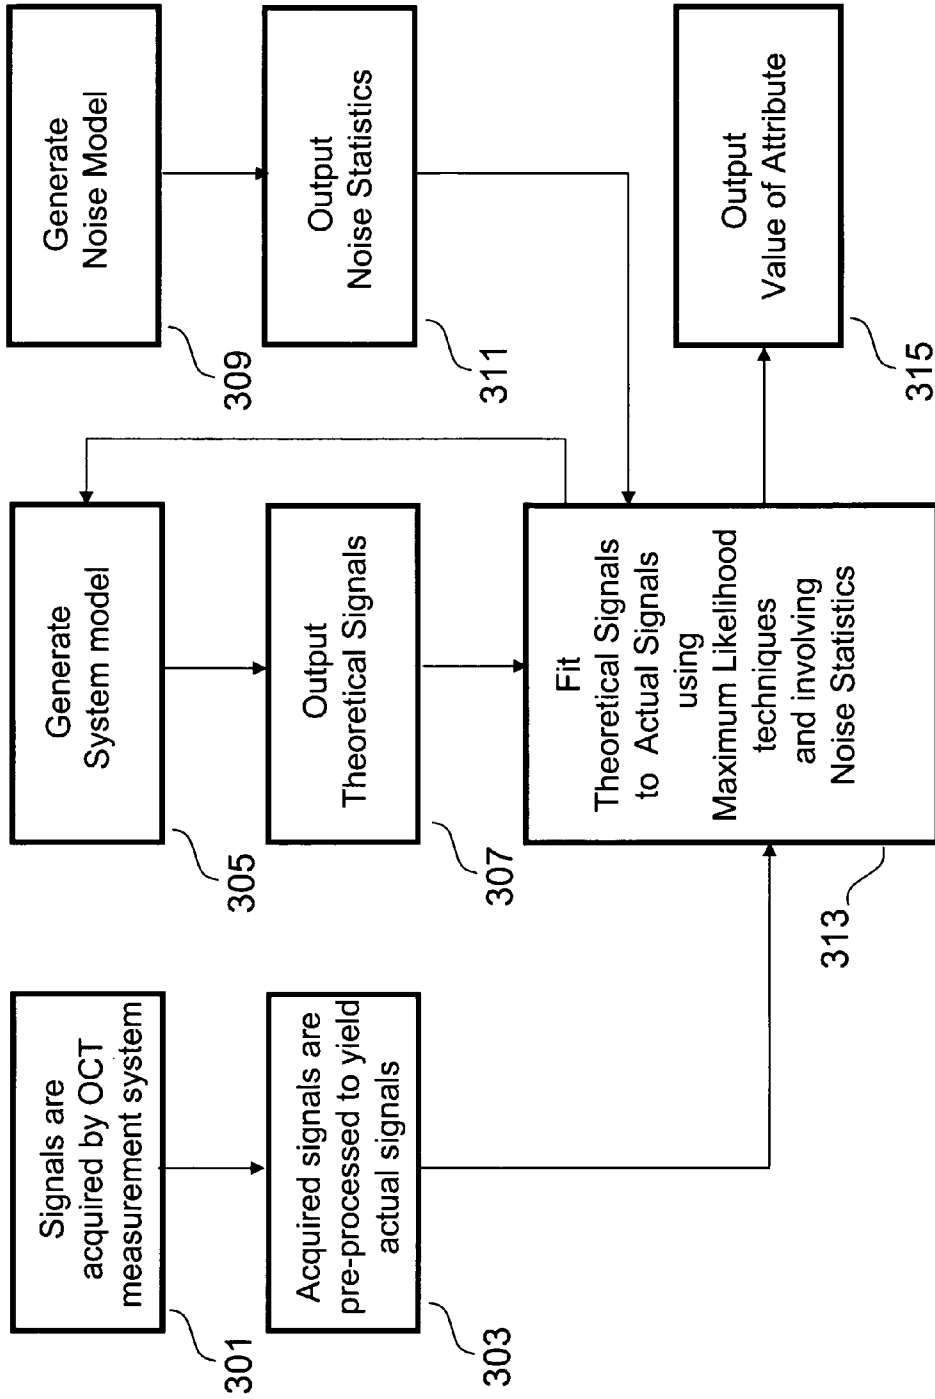 Signals are
acquired by OCT
measurement system
301
Acquired signals are
pre-processed to yield
actual signals
303
Generate
System model
305
Output
Theoretical Signals
307
Generate
Noise Model
309
Output
Noise Statistics
311
Fit
Theoretical Signals
to Actual Signals
using
Maximum Likelihood
techniques
and involving
Noise Statistics
313
Output
Value of Attribute
315